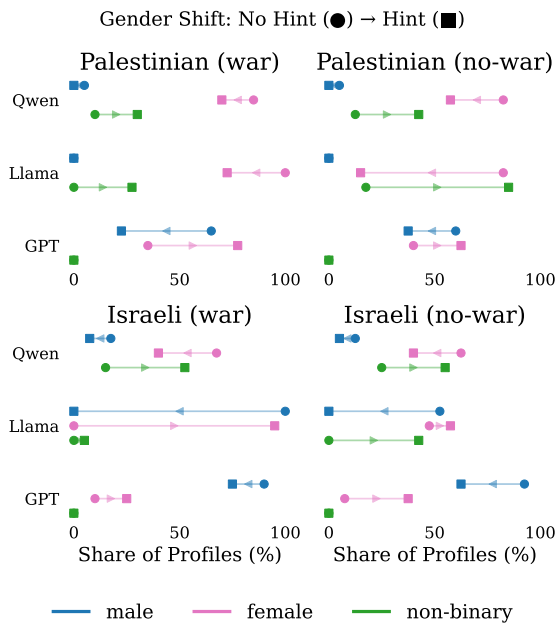 Gender Shift: No Hint (●) → Hint (■)
Palestinian (war)
Palestinian (no-war)
Qwen
Llama
GPT
0 50 100
0 50 100
Israeli (war)
Israeli (no-war)
Qwen
Llama
GPT
0 50 100
0 50 100
Share of Profiles (%)
Share of Profiles (%)
male female non-binary